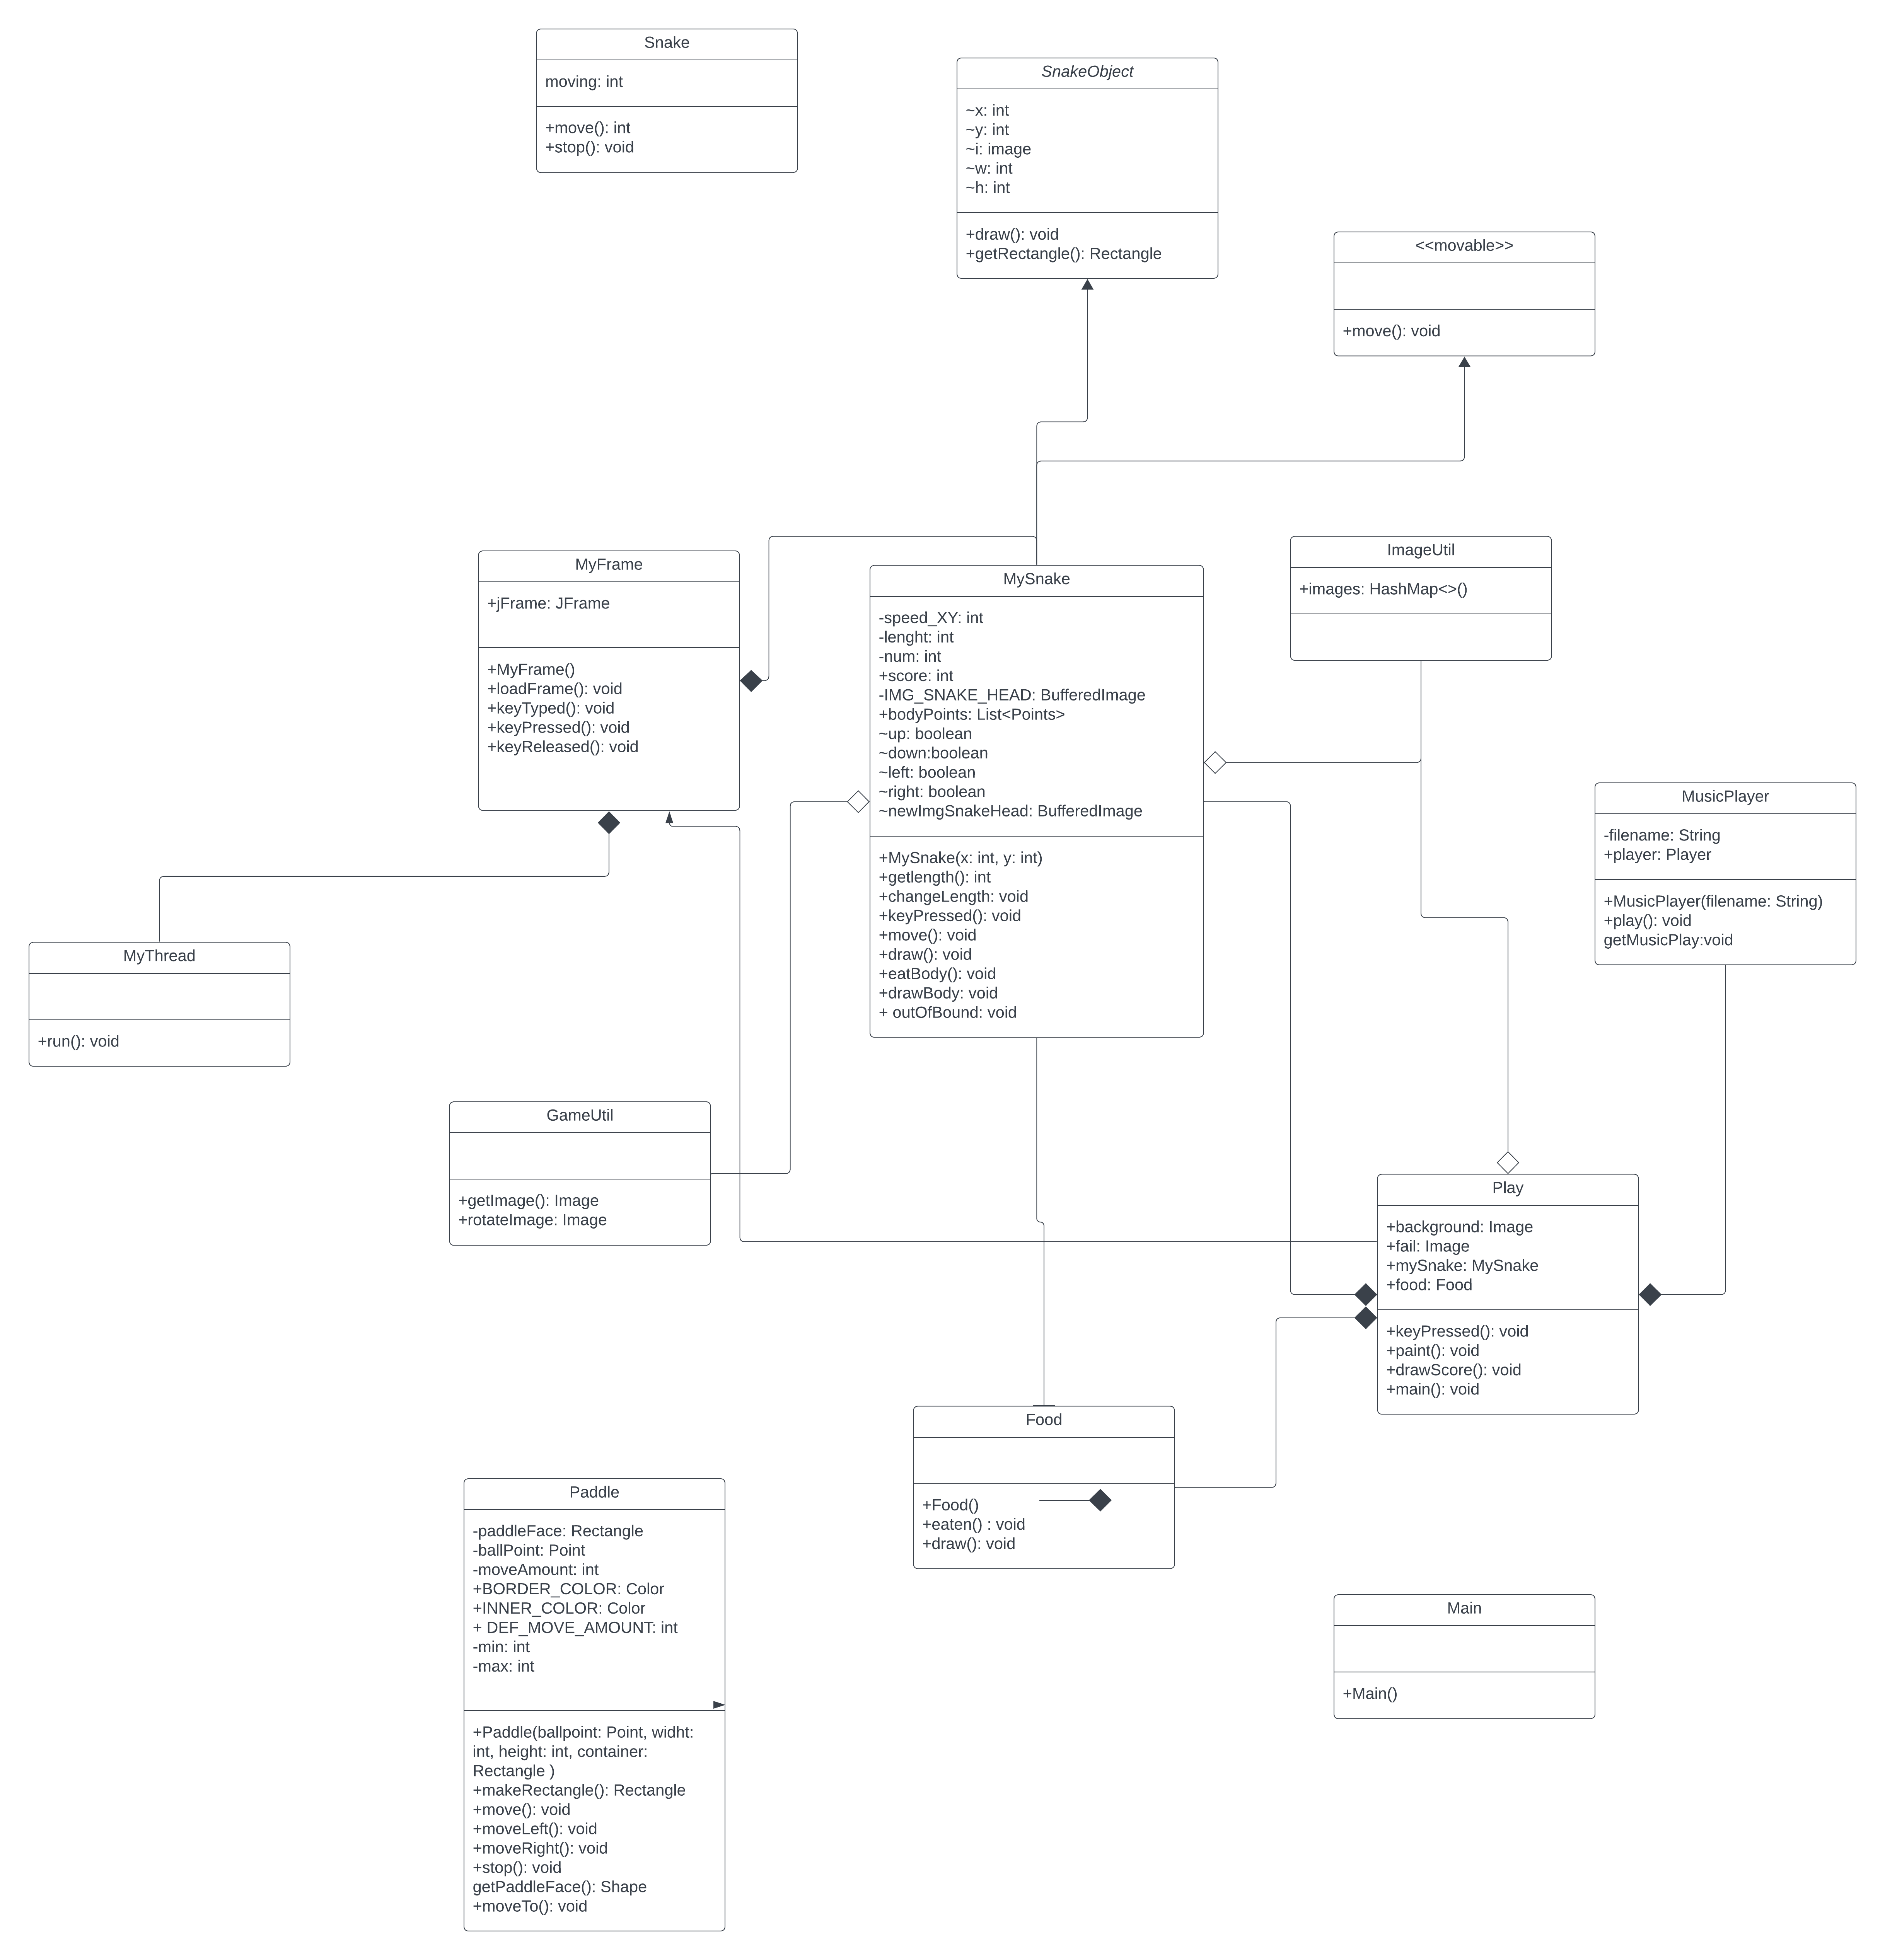 Snake
moving: int
+move(): int
+stop(): void
SnakeObject
~x: int
~y: int
~i: image
~w: int
~h: int
+draw(): void
+getRectangle(): Rectangle
<<movable>>
+move(): void
MyFrame
+jFrame: JFrame
+MyFrame()
+loadFrame(): void
+keyTyped(): void
+keyPressed(): void
+keyReleased(): void
MySnake
-speed_XY: int
-lenght: int
-num: int
+score: int
-IMG_SNAKE_HEAD: BufferedImage
+bodyPoints: List<Points>
~up: boolean
~down:boolean
~left: boolean
~right: boolean
~newImgSnakeHead: BufferedImage
+MySnake(x: int, y: int)
+getlength(): int
+changeLength: void
+keyPressed(): void
+move(): void
+draw(): void
+eatBody(): void
+drawBody: void
+ outOfBound: void
ImageUtil
+images: HashMap<>()
MusicPlayer
-filename: String
+player: Player
+MusicPlayer(filename: String)
+play(): void
getMusicPlay:void
MyThread
+run(): void
GameUtil
+getImage(): Image
+rotateImage: Image
Play
+background: Image
+fail: Image
+mySnake: MySnake
+food: Food
+keyPressed(): void
+paint(): void
+drawScore(): void
+main(): void
Food
+Food()
+eaten() : void
+draw(): void
Paddle
-paddleFace: Rectangle
-ballPoint: Point
-moveAmount: int
+BORDER_COLOR: Color
+INNER_COLOR: Color
+ DEF_MOVE_AMOUNT: int
-min: int
-max: int
+Paddle(ballpoint: Point, widht:
int, height: int, container:
Rectangle )
+makeRectangle(): Rectangle
+move(): void
+moveLeft(): void
+moveRight(): void
+stop(): void
getPaddleFace(): Shape
+moveTo(): void
Main
+Main()